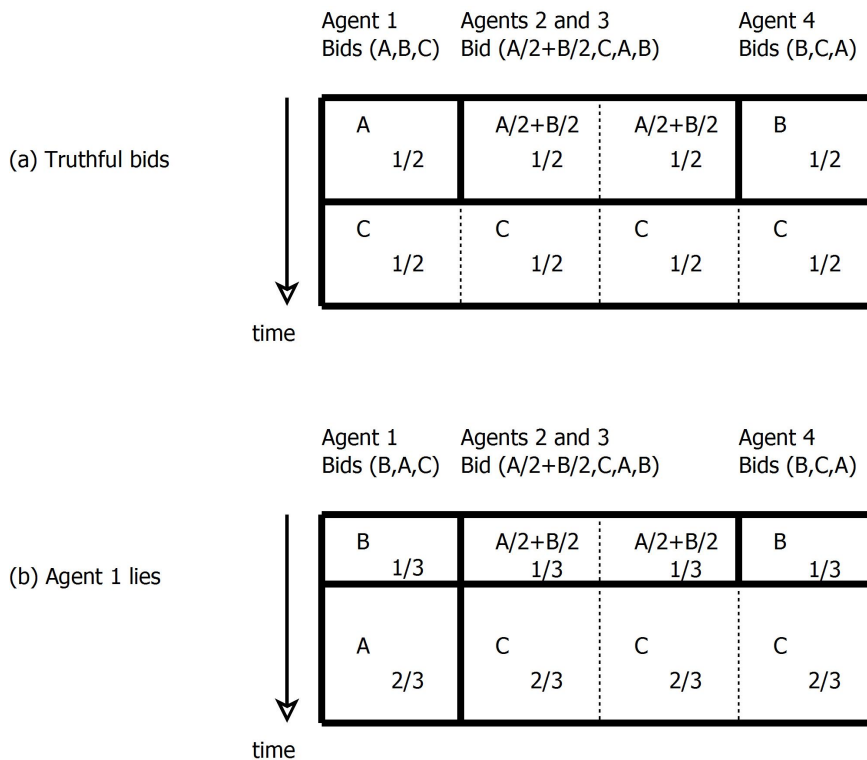 Agent 1 Agents 2 and 3 Agent 4
Bids (A,B,C) Bid (A/2+B/2,C,A,B) Bids (B,C,A)
A A/2+B/2 A/2+B/2 B
(a) Truthful bids 1/2 1/2 1/2 1/2
C C C C
1/2 1/2 1/2 1/2
time
Agent 1 Agents 2 and 3 Agent 4
Bids (B,A,C) Bid (A/2+B/2,C,A,B) Bids (B,C,A)
B A/2+B/2 A/2+B/2 B
1/3 1/3 1/3 1/3
(b) Agent 1 lies
A C C C
2/3 2/3 2/3 2/3
time